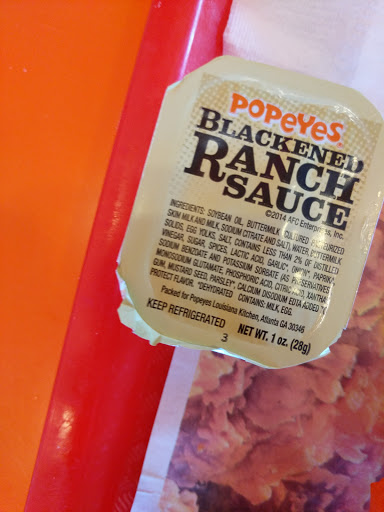 POPEYES
BLACKENED
RANCH
SAUCE
©2014 AFC Enterprises, Inc.
INGREDIENTS: SOYBEAN OIL, BUTTERMILK (CULTURED PASTEURIZED
SKIM MILK AND MILK, SODIUM CITRATE AND SALT), WATER, BUTTERMILK
SOLIDS, EGG YOLKS, SALT, CONTAINS LESS THAN 2% OF DISTILLED
VINEGAR, SUGAR, SPICES, LACTIC ACID, GARLIC*, ONION*, PAPRIKA,
SODIUM BENZOATE AND POTASSIUM SORBATE (AS PRESERVATIVES),
MONOSODIUM GLUTAMATE, PHOSPHORIC ACID, CITRIC ACID, XANTHAN
GUM, MUSTARD SEED, PARSLEY*, CALCIUM DISODIUM EDTA ADDED TO
PROTECT FLAVOR. *DEHYDRATED CONTAINS: MILK, EGG.
Packed for Popeyes Louisiana Kitchen, Atlanta GA 30346
KEEP REFRIGERATED NET WT. 1 oz. (28g)
3